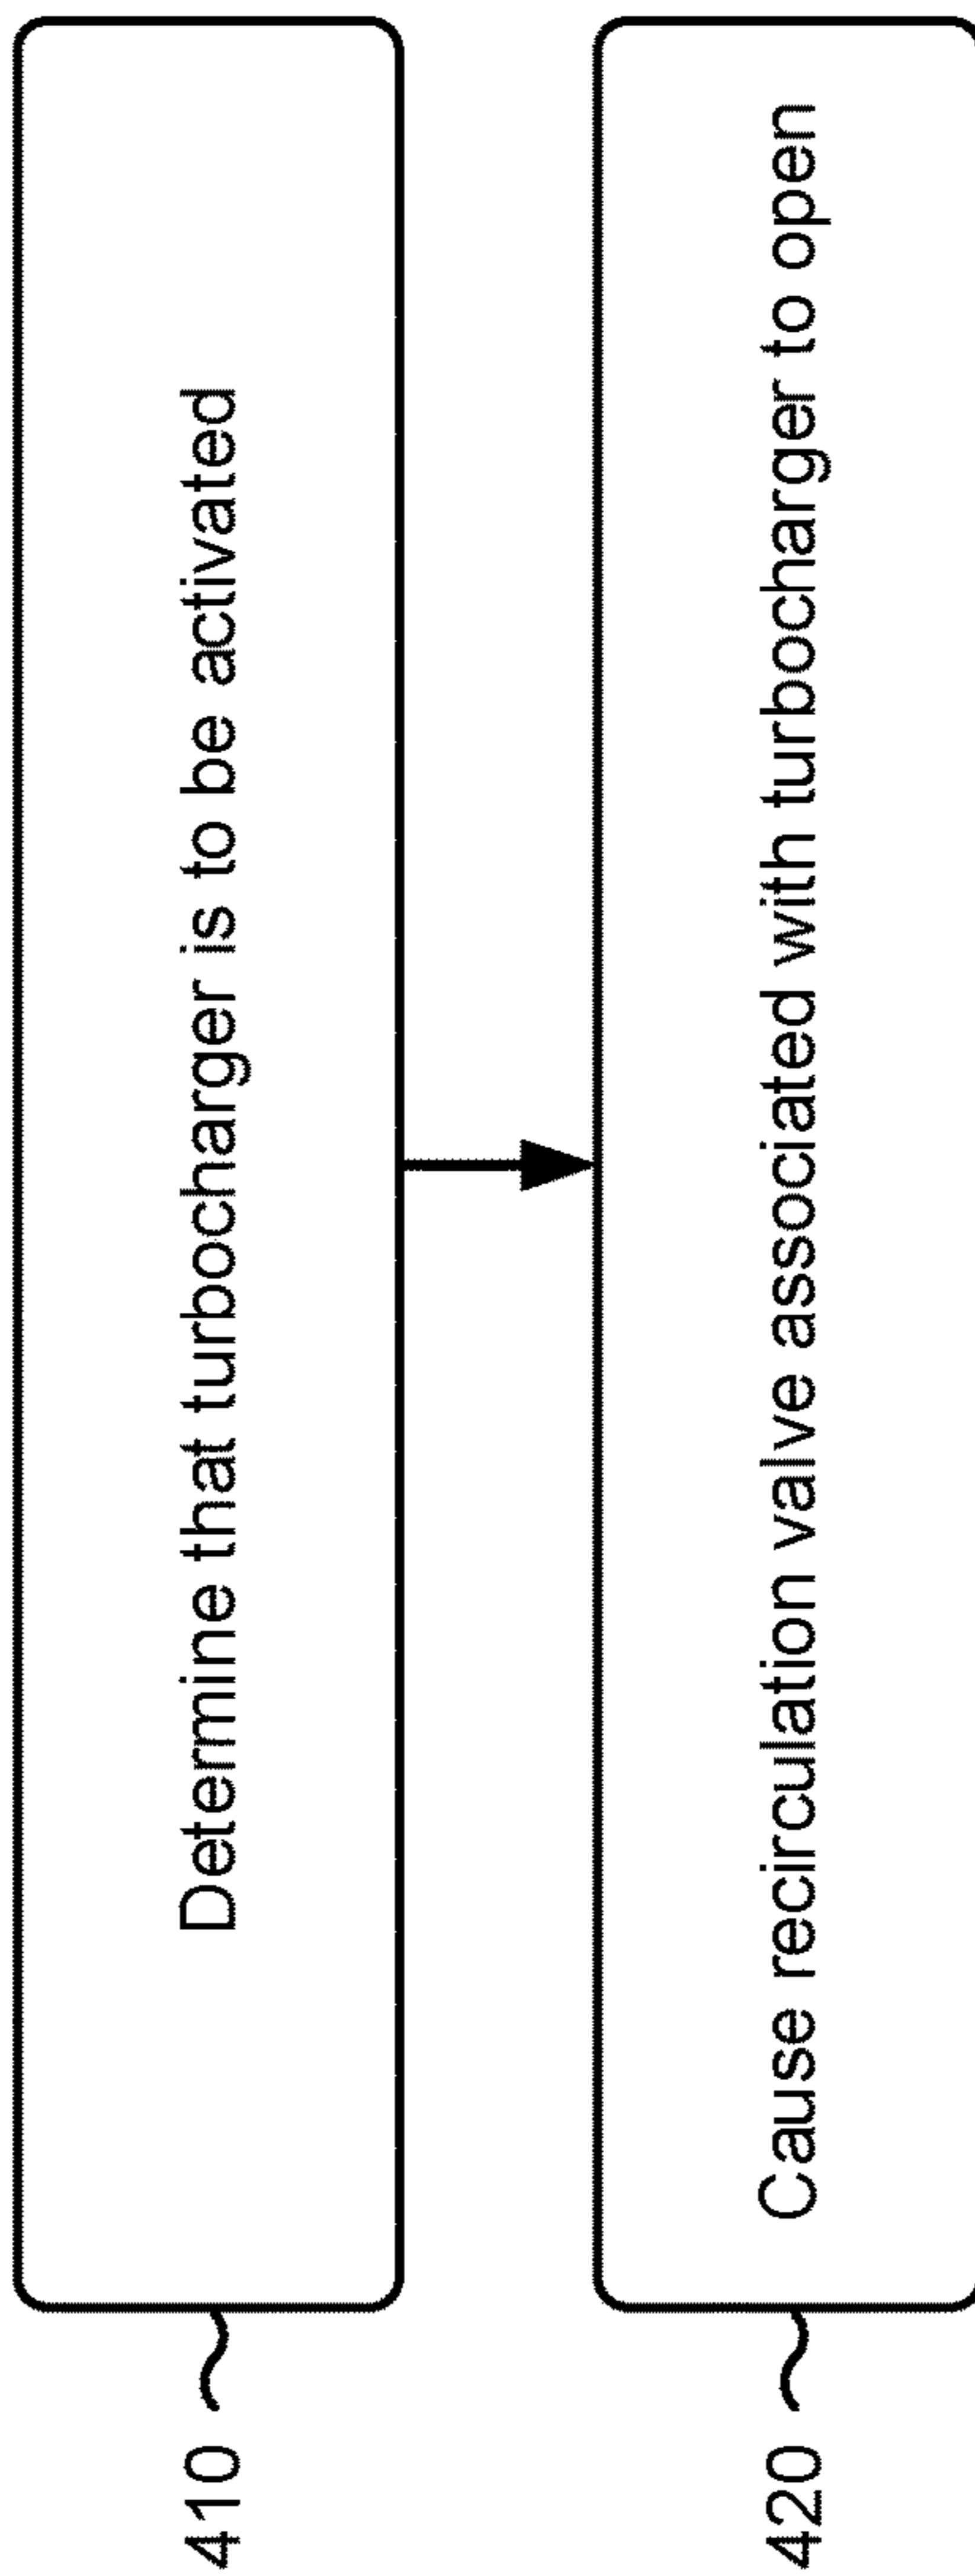 410
Determine that turbocharger is to be activated
420
Cause recirculation valve associated with turbocharger to open